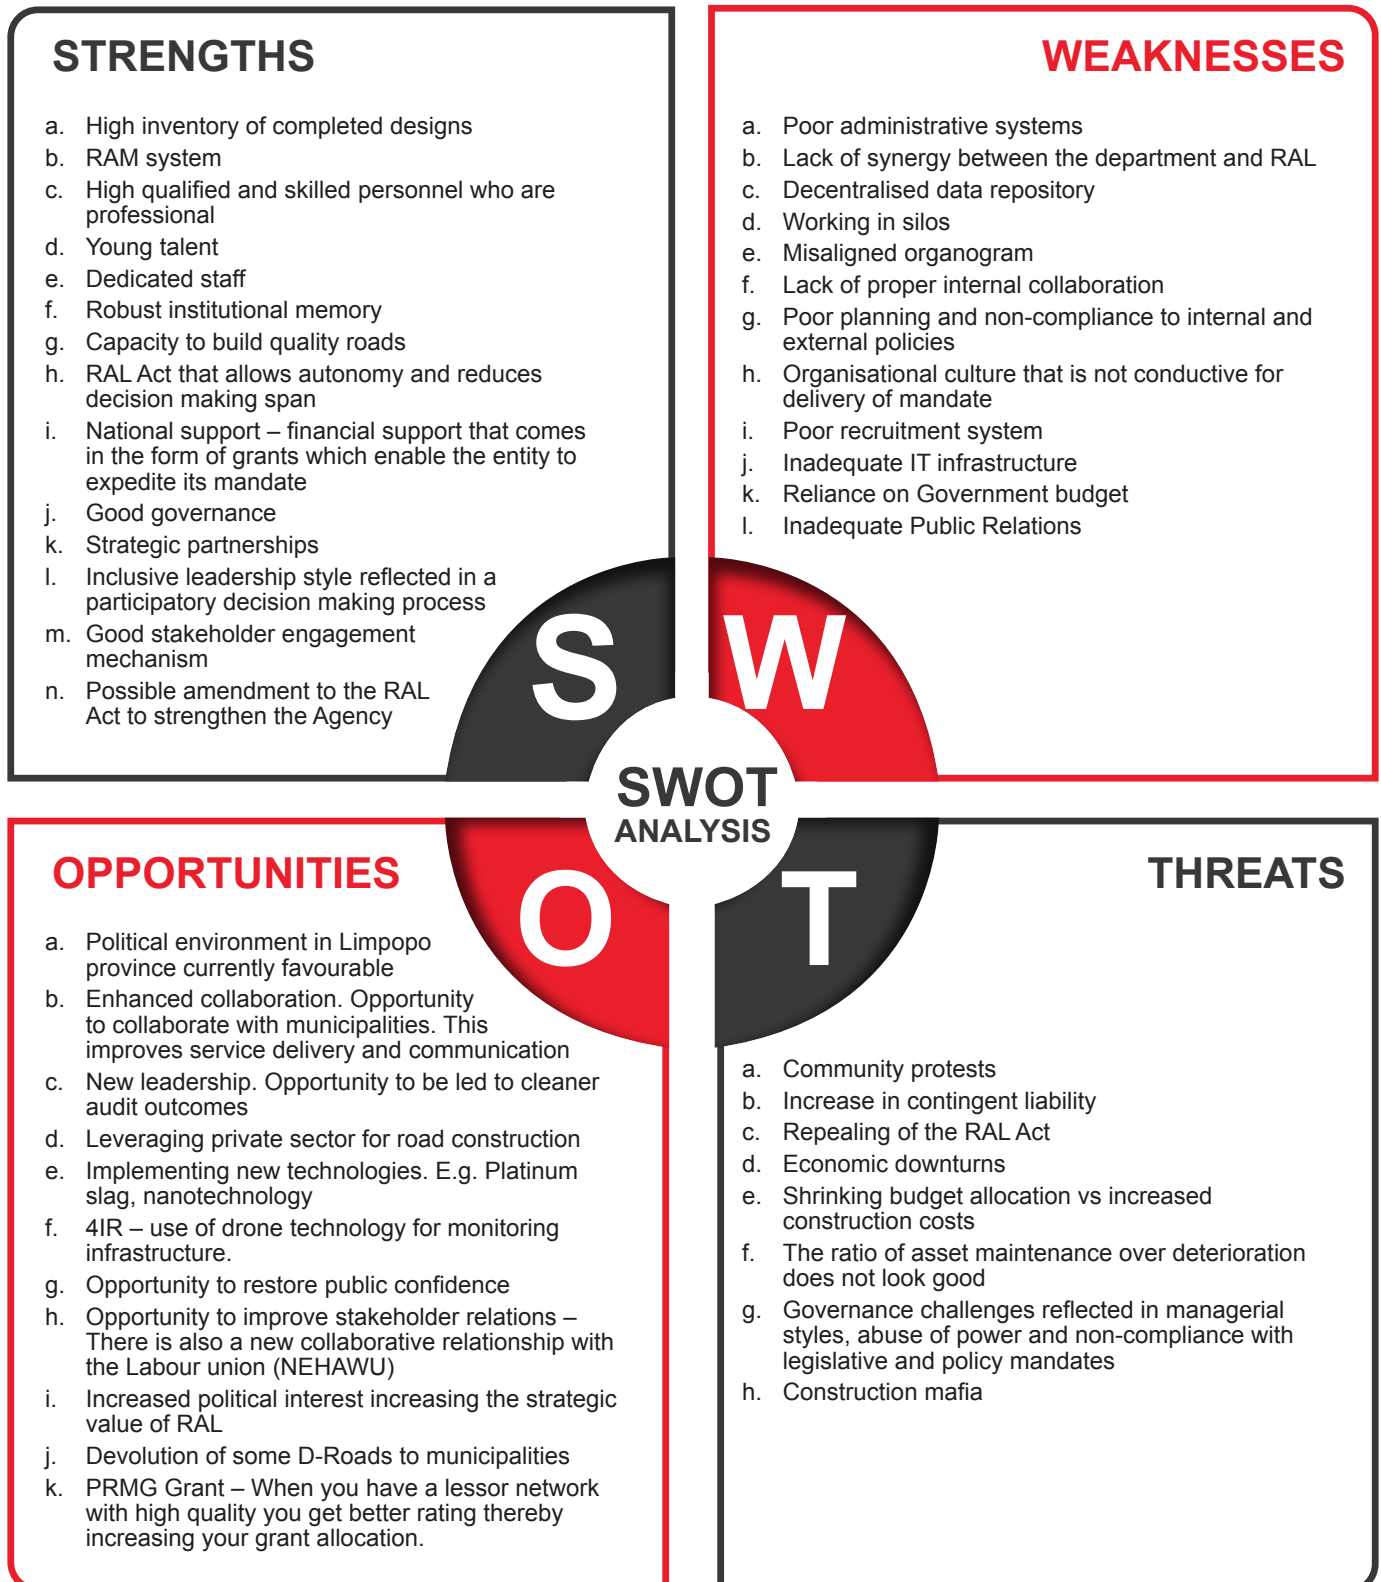 STRENGTHS
a. High inventory of completed designs
b. RAM system
c. High qualified and skilled personnel who are
professional
d. Young talent
e. Dedicated staff
f. Robust institutional memory
g. Capacity to build quality roads
h. RAL Act that allows autonomy and reduces
decision making span
i. National support – financial support that comes
in the form of grants which enable the entity to
expedite its mandate
j. Good governance
k. Strategic partnerships
l. Inclusive leadership style reflected in a
participatory decision making process
m. Good stakeholder engagement
mechanism
n. Possible amendment to the RAL
Act to strengthen the Agency
WEAKNESSES
a. Poor administrative systems
b. Lack of synergy between the department and RAL
c. Decentralised data repository
d. Working in silos
e. Misaligned organogram
f. Lack of proper internal collaboration
g. Poor planning and non-compliance to internal and
external policies
h. Organisational culture that is not conductive for
delivery of mandate
i. Poor recruitment system
j. Inadequate IT infrastructure
k. Reliance on Government budget
l. Inadequate Public Relations
S
W
SWOT
ANALYSIS
O
T
OPPORTUNITIES
a. Political environment in Limpopo
province currently favourable
b. Enhanced collaboration. Opportunity
to collaborate with municipalities. This
improves service delivery and communication
c. New leadership. Opportunity to be led to cleaner
audit outcomes
d. Leveraging private sector for road construction
e. Implementing new technologies. E.g. Platinum
slag, nanotechnology
f. 4IR – use of drone technology for monitoring
infrastructure.
g. Opportunity to restore public confidence
h. Opportunity to improve stakeholder relations –
There is also a new collaborative relationship with
the Labour union (NEHAWU)
i. Increased political interest increasing the strategic
value of RAL
j. Devolution of some D-Roads to municipalities
k. PRMG Grant – When you have a lessor network
with high quality you get better rating thereby
increasing your grant allocation.
THREATS
a. Community protests
b. Increase in contingent liability
c. Repealing of the RAL Act
d. Economic downturns
e. Shrinking budget allocation vs increased
construction costs
f. The ratio of asset maintenance over deterioration
does not look good
g. Governance challenges reflected in managerial
styles, abuse of power and non-compliance with
legislative and policy mandates
h. Construction mafia